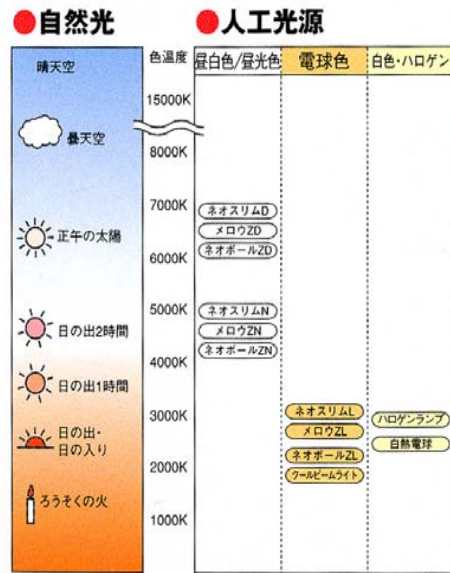 ●自然光
●人工光源
色温度
昼白色/昼光色
電球色
白色・ハロゲン
晴天空
曇天空
正午の太陽
日の出2時間
日の出1時間
日の出・
日の入り
ろうそくの火
15000K
8000K
7000K
6000K
5000K
4000K
3000K
2000K
1000K
ネオスリムD
メロウZD
ネオボールZD
ネオスリムN
メロウZN
ネオボールZN
ネオスリムL
メロウZL
ネオボールZL
クールビームライト
ハロゲンランプ
白熱電球